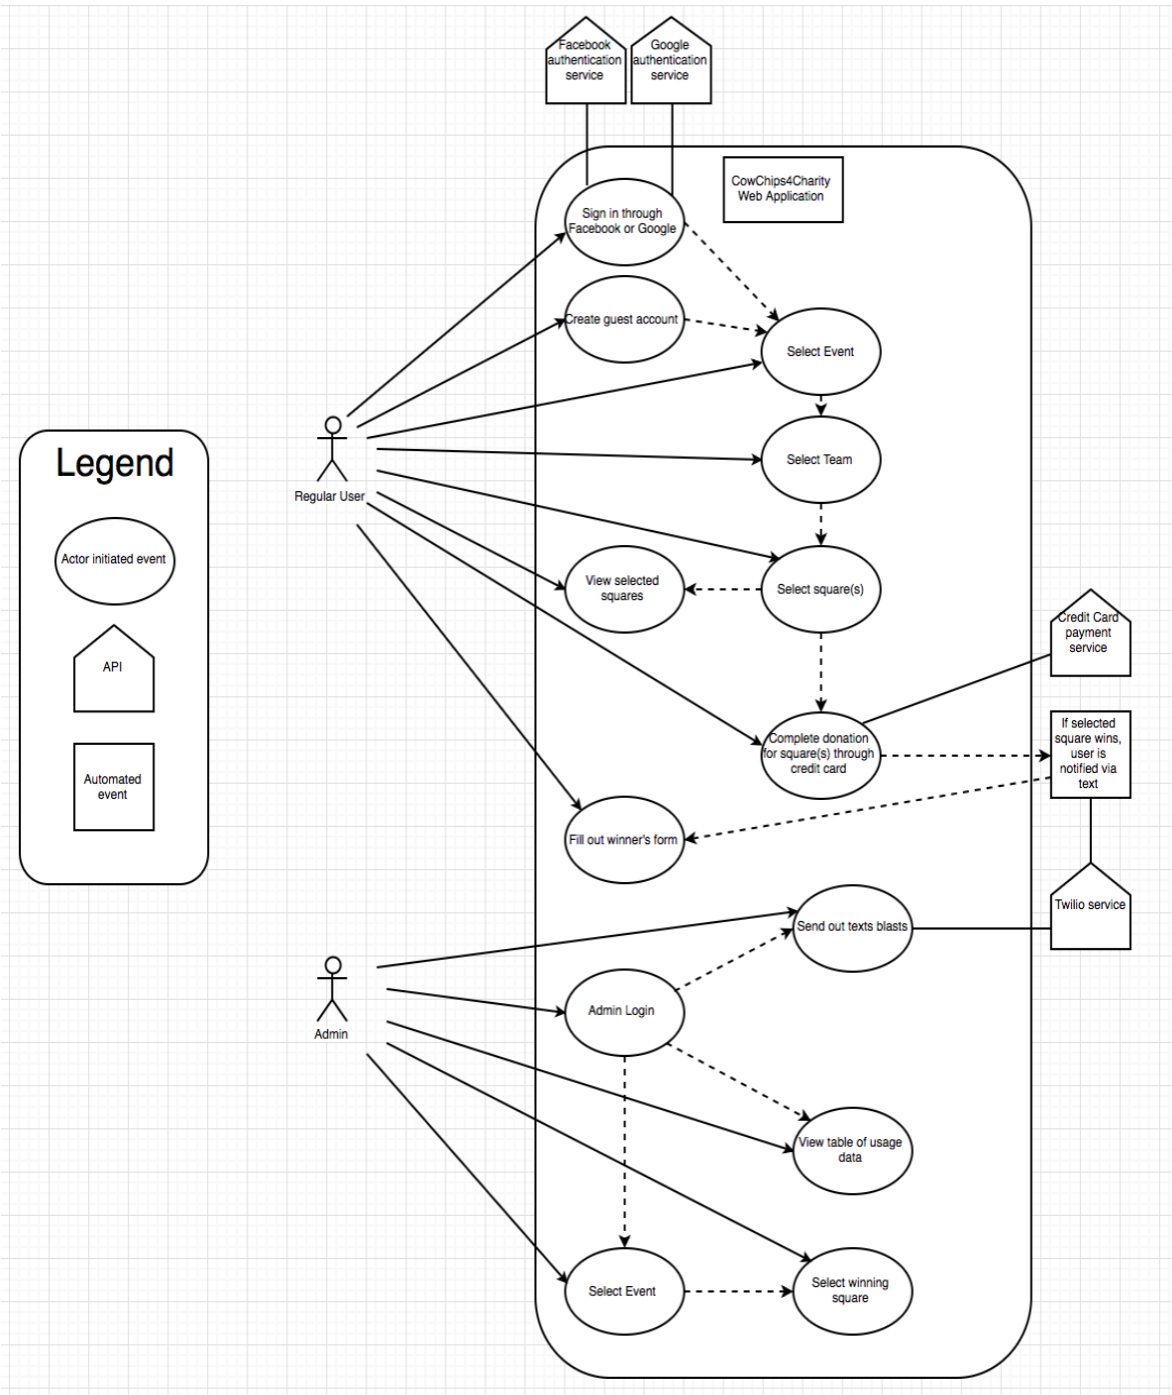 Facebook
authentication
service
Google
authentication
service
CowChips4Charity
Web Application
Sign in through
Facebook or Google
Create guest account
Select Event
Select Team
Regular User
View selected
squares
Select square(s)
Credit Card
payment
service
Complete donation
for square(s) through
credit card
If selected
square wins,
user is
notified via
text
Fill out winner's form
Twilio service
Send out texts blasts
Admin
Admin Login
View table of usage
data
Select Event
Select winning
square
Legend
Actor initiated event
API
Automated
event